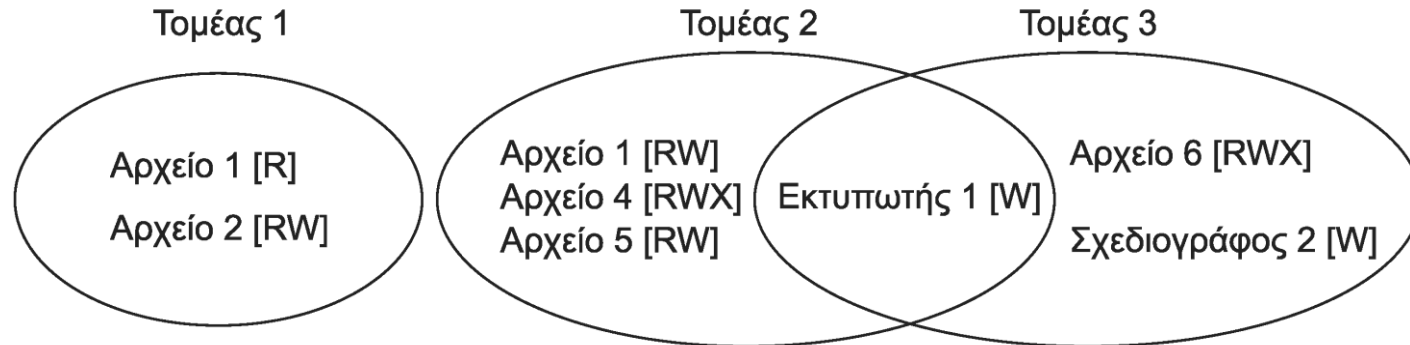 Τομέας 1
Τομέας 2
Τομέας 3
Αρχείο 1 [R]
Αρχείο 2 [RW]
Αρχείο 1 [RW]
Αρχείο 4 [RWX]
Αρχείο 5 [RW]
Εκτυπωτής 1 [W]
Αρχείο 6 [RWX]
Σχεδιογράφος 2 [W]